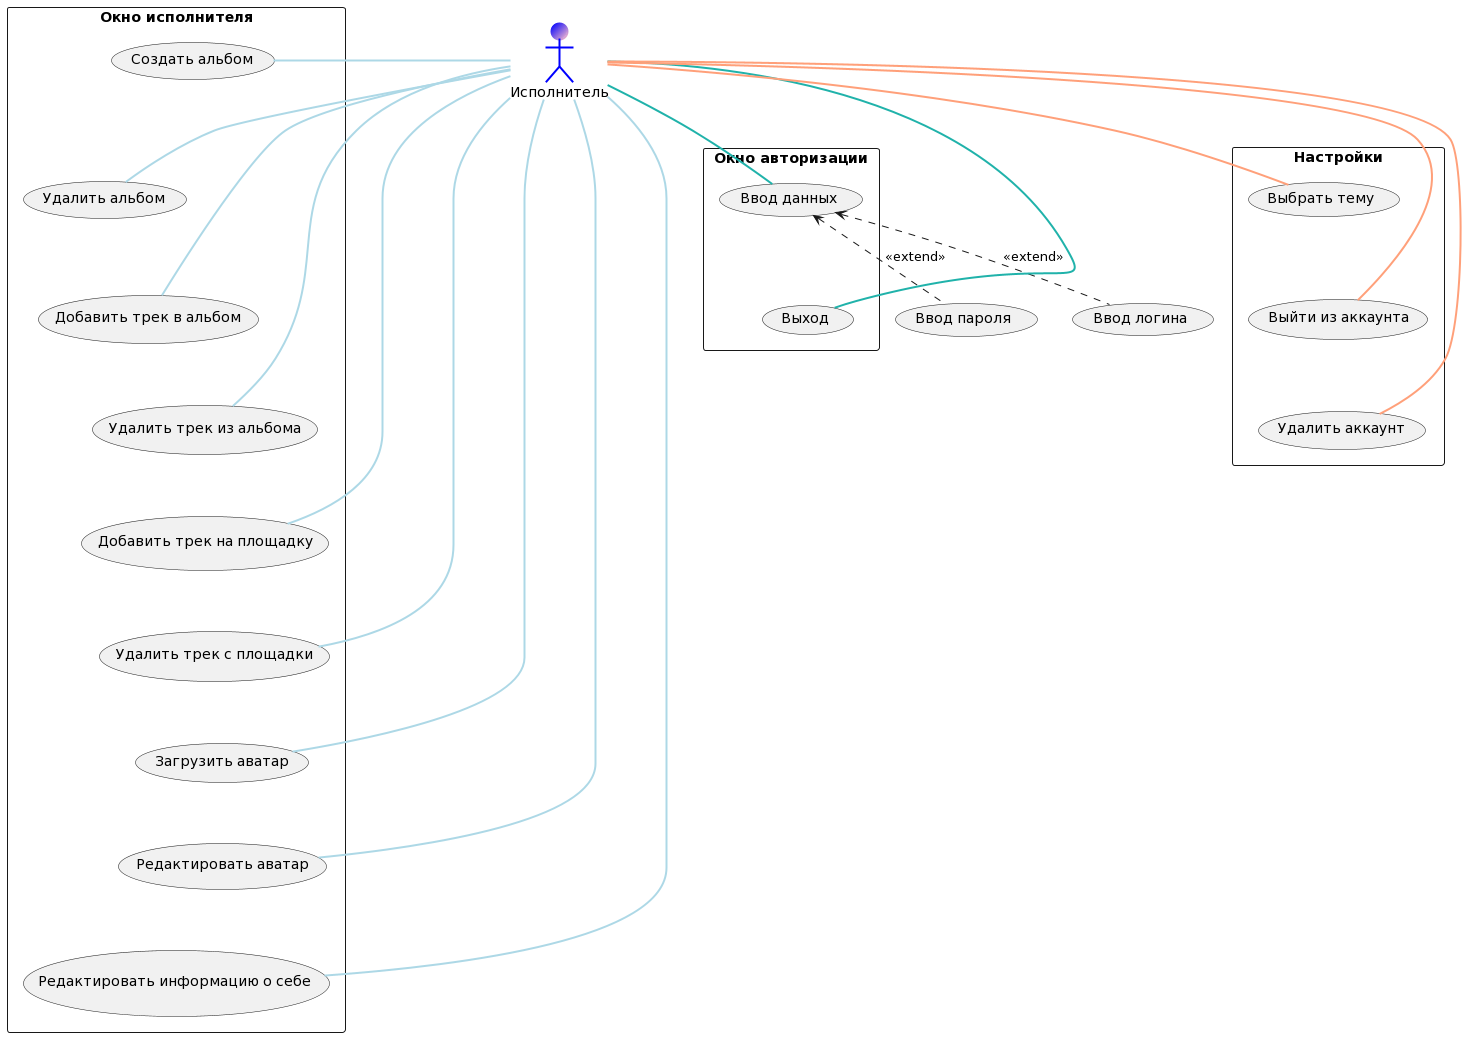 Окно исполнителя
Создать альбом
Удалить альбом
Добавить трек в альбом
Удалить трек из альбома
Добавить трек на площадку
Удалить трек с площадки
Загрузить аватар
Редактировать аватар
Редактировать информацию о себе
Исполнитель
Окно авторизации
Ввод данных
«extend»
«extend»
Выход
Ввод пароля
Ввод логина
Настройки
Выбрать тему
Выйти из аккаунта
Удалить аккаунт